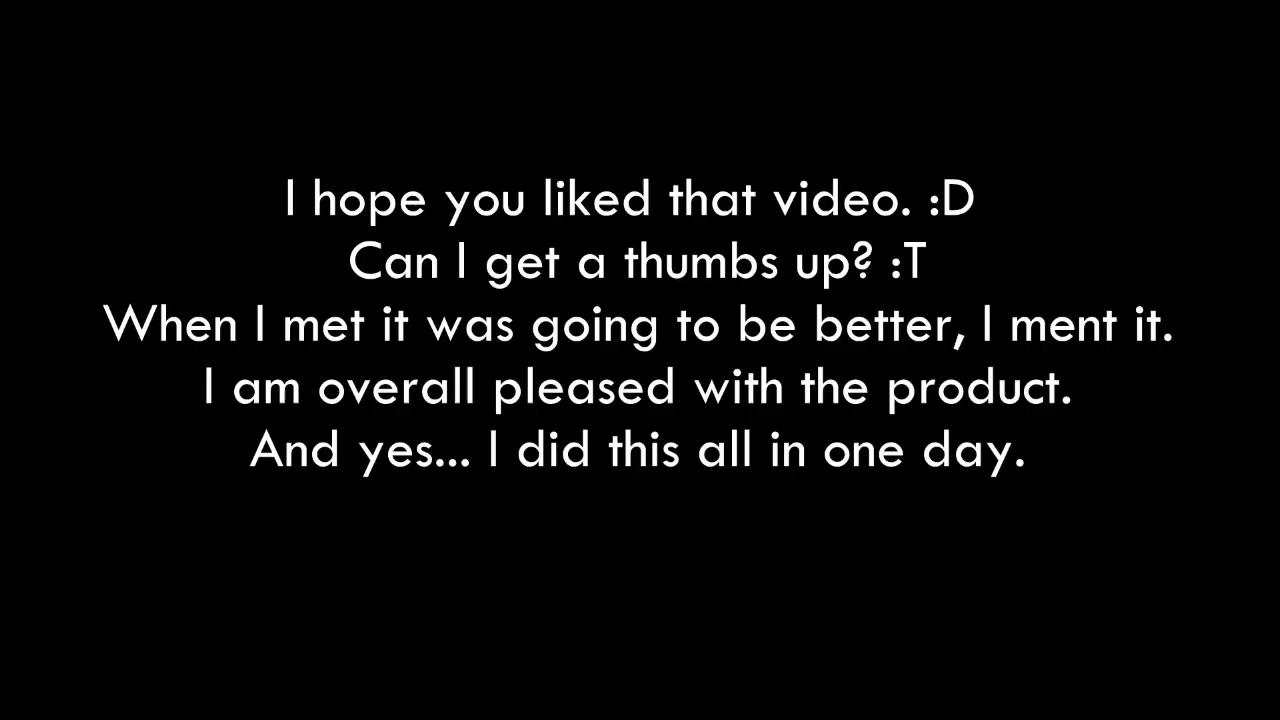 I hope you liked that video. :D
Can I get a thumbs up? :T
When I met it was going to be better, I ment it.
I am overall pleased with the product.
And yes... I did this all in one day.